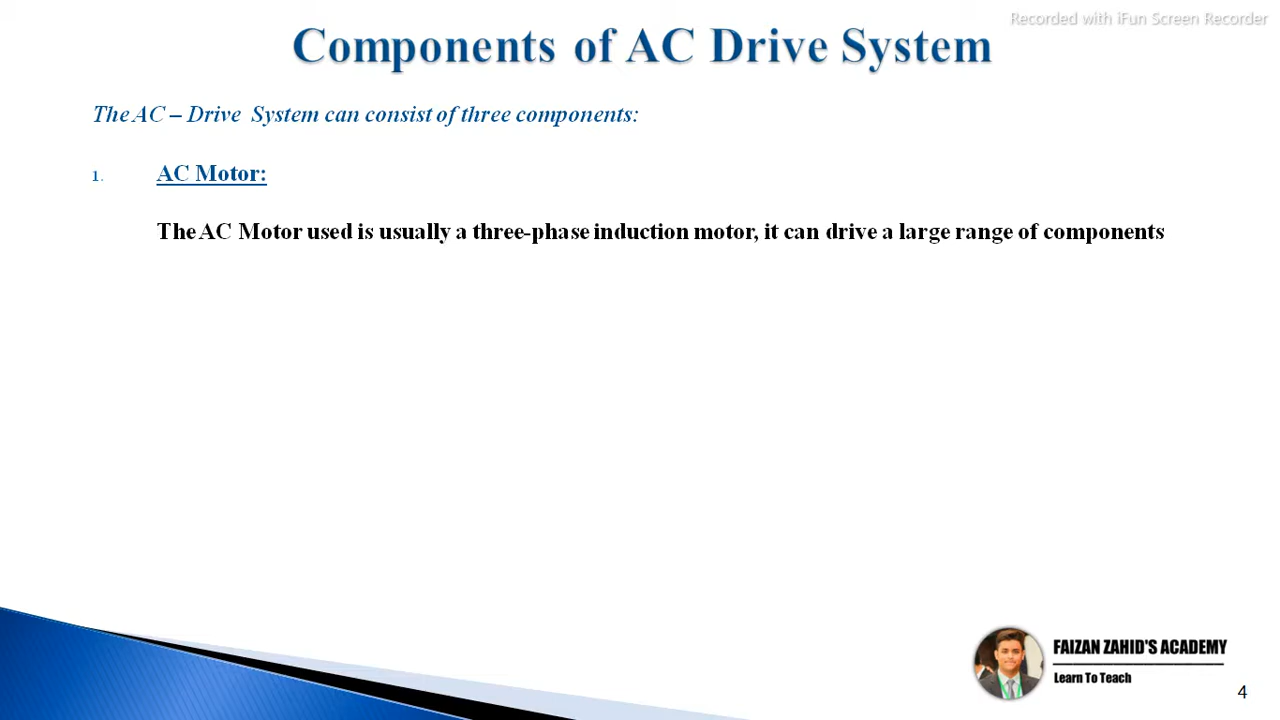 Recorded with iFun Screen Recorder
Components of AC Drive System
The AC – Drive System can consist of three components:
1. AC Motor:
The AC Motor used is usually a three-phase induction motor, it can drive a large range of components
FAIZAN ZAHID'S ACADEMY
Learn To Teach
4